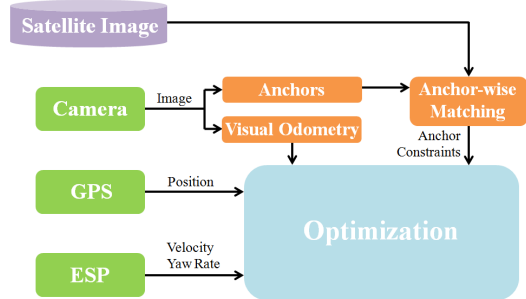 Satellite Image
Camera
Image
Anchors
Visual Odometry
Anchor-wise
Matching
Anchor
Constraints
GPS
Position
Optimization
ESP
Velocity
Yaw Rate